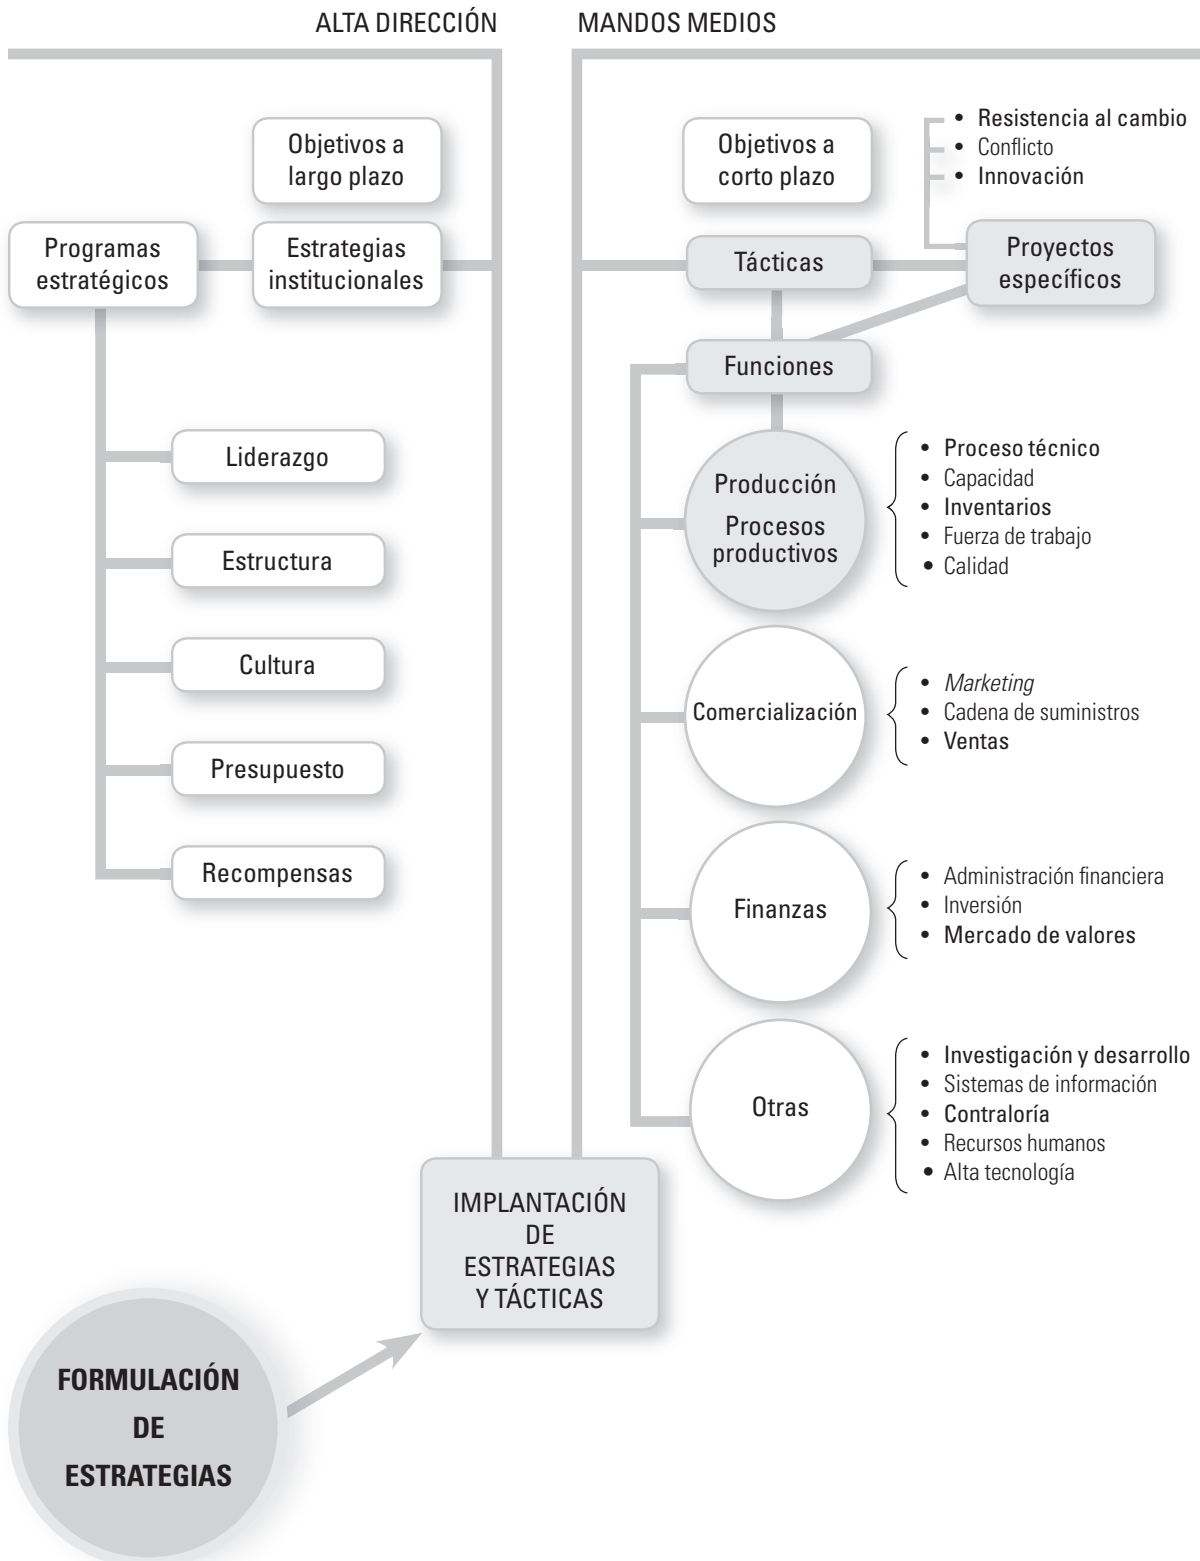 ALTA DIRECCIÓN
MANDOS MEDIOS
Objetivos a
largo plazo
Programas
estratégicos
Estrategias
institucionales
Liderazgo
Estructura
Cultura
Presupuesto
Recompensas
Objetivos a
corto plazo
• Resistencia al cambio
• Conflicto
• Innovación
Tácticas
Proyectos
específicos
Funciones
Producción
Procesos
productivos
• Proceso técnico
• Capacidad
• Inventarios
• Fuerza de trabajo
• Calidad
Comercialización
• Marketing
• Cadena de suministros
• Ventas
Finanzas
• Administración financiera
• Inversión
• Mercado de valores
Otras
• Investigación y desarrollo
• Sistemas de información
• Contraloría
• Recursos humanos
• Alta tecnología
IMPLANTACIÓN
DE
ESTRATEGIAS
Y TÁCTICAS
FORMULACIÓN
DE
ESTRATEGIAS